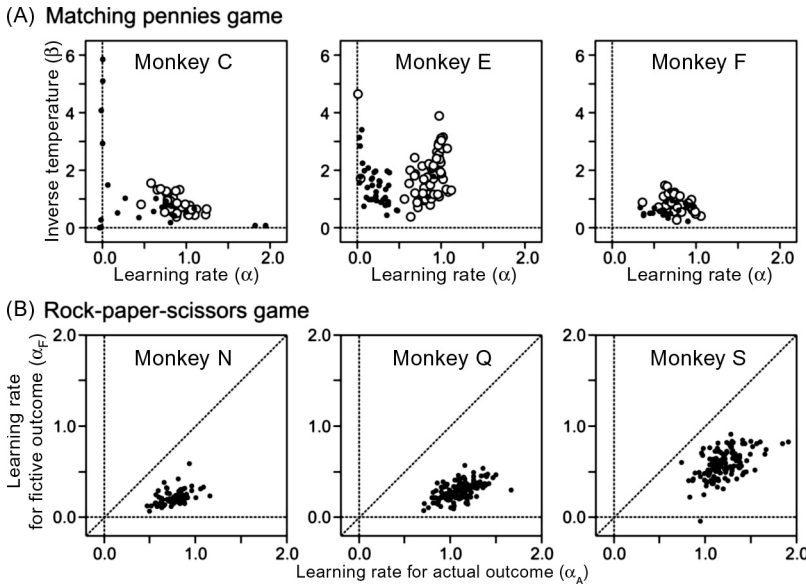 (A) Matching pennies game
Monkey C
Monkey E
Monkey F
Inverse temperature (β)
6
4
2
0
0.0 1.0 2.0
6
4
2
0
0.0 1.0 2.0
6
4
2
0
0.0 1.0 2.0
Learning rate (α)
Learning rate (α)
Learning rate (α)
(B) Rock-paper-scissors game
Monkey N
Monkey Q
Monkey S
Learning rate
for fictive outcome (αF)
2.0
1.0
0.0
0.0 1.0 2.0
2.0
1.0
0.0
0.0 1.0 2.0
2.0
1.0
0.0
0.0 1.0 2.0
Learning rate for actual outcome (αA)